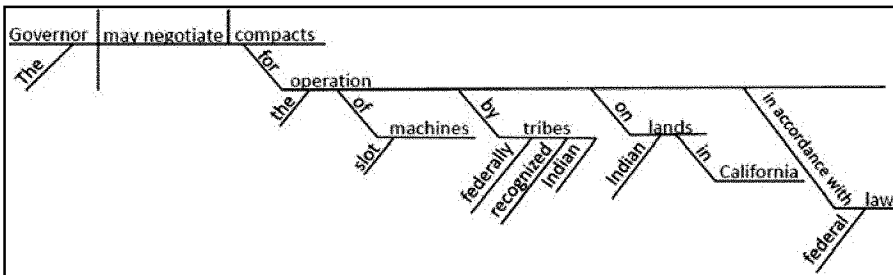 Governor may negotiate compacts
The for
operation
the of by on in accordance with
machines tribes lands
slot federally recognized Indian Indian in California
law
federal